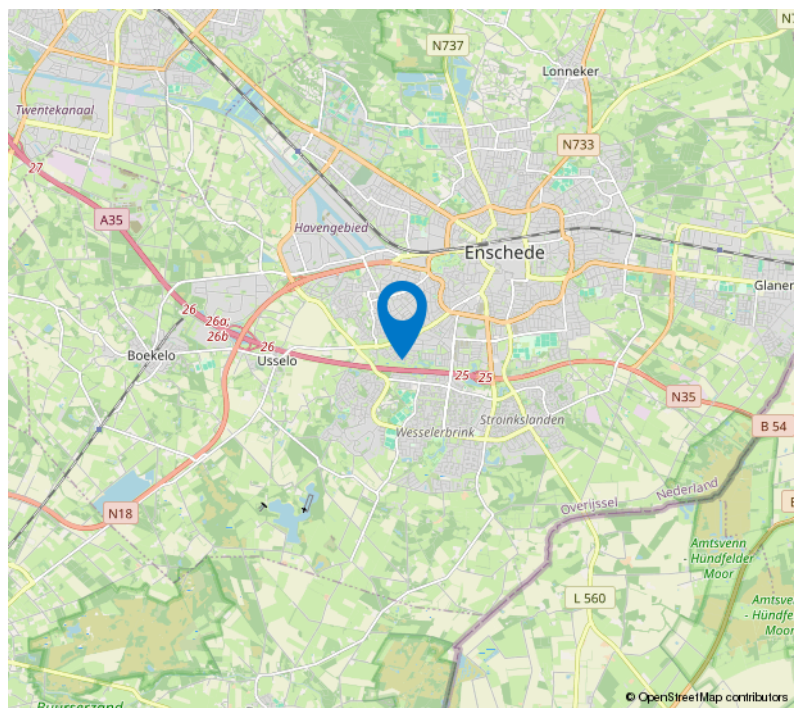 N737
Lonneker
Twentekanaal
N733
27
A35
Havengebied
Enschede
Glaner
26
26a;
26b
26
Boekelo
Usselo
25
25
N35
Stroinkslanden
Wesselerbrink
B 54
Nederland
Overijssel
N18
Amtsvenn
- Hündfelder
Moor
L 560
Amtsve
- Hündfe
Moor
Buurserzand
© OpenStreetMap contributors